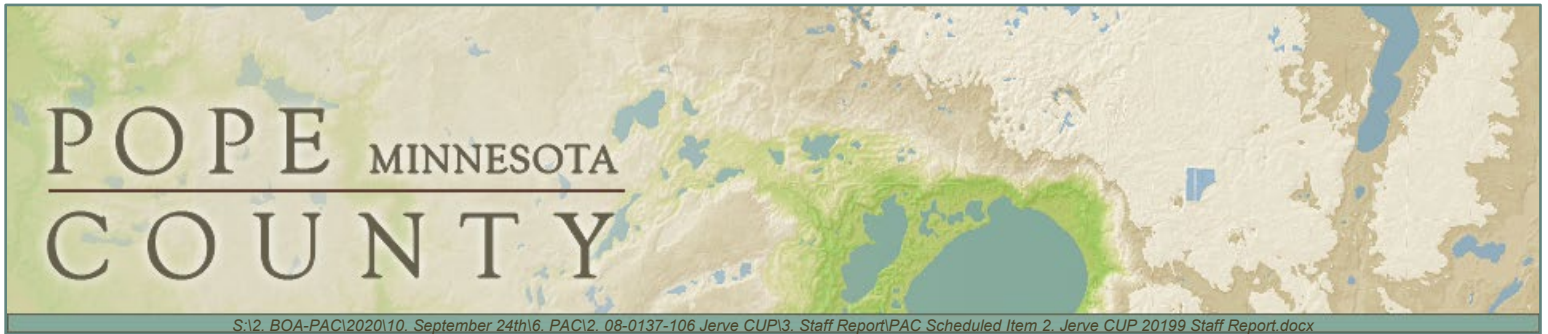 POPE MINNESOTA
COUNTY
S:\2. BOA-PAC\2020\10. September 24th\6. PAC\2. 08-0137-106 Jerve CUP\3. Staff Report\PAC Scheduled Item 2. Jerve CUP 20199 Staff Report.docx